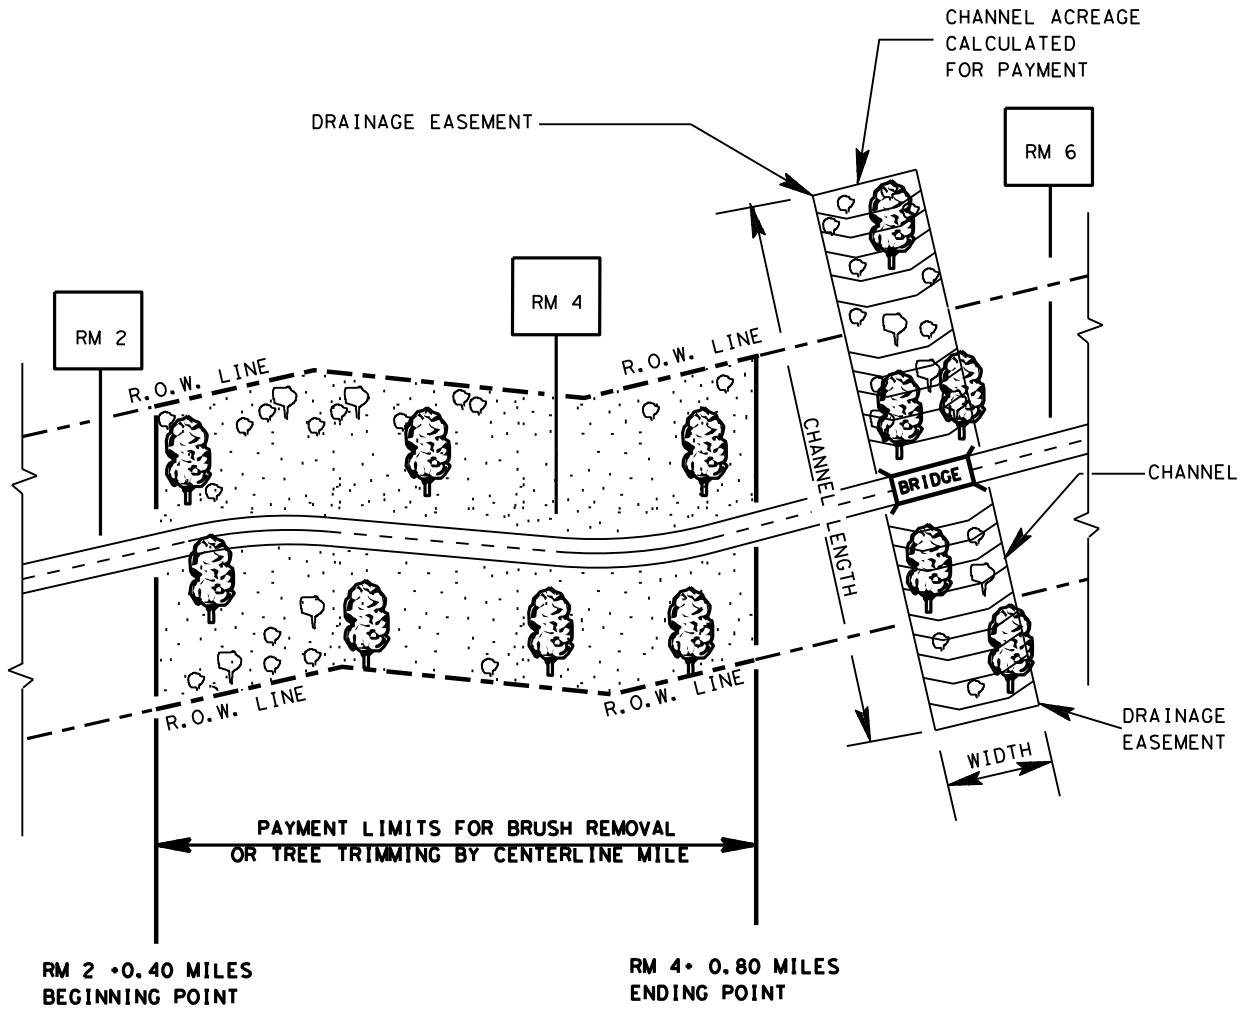 CHANNEL ACREAGE
CALCULATED
FOR PAYMENT
DRAINAGE EASEMENT
RM 6
RM 4
RM 2
R.O.W. LINE
R.O.W. LINE
CHANNEL LENGTH
BRIDGE
CHANNEL
R.O.W. LINE
R.O.W. LINE
DRAINAGE
EASEMENT
WIDTH
PAYMENT LIMITS FOR BRUSH REMOVAL
OR TREE TRIMMING BY CENTERLINE MILE
RM 2 +0.40 MILES
BEGINNING POINT
RM 4+ 0.80 MILES
ENDING POINT